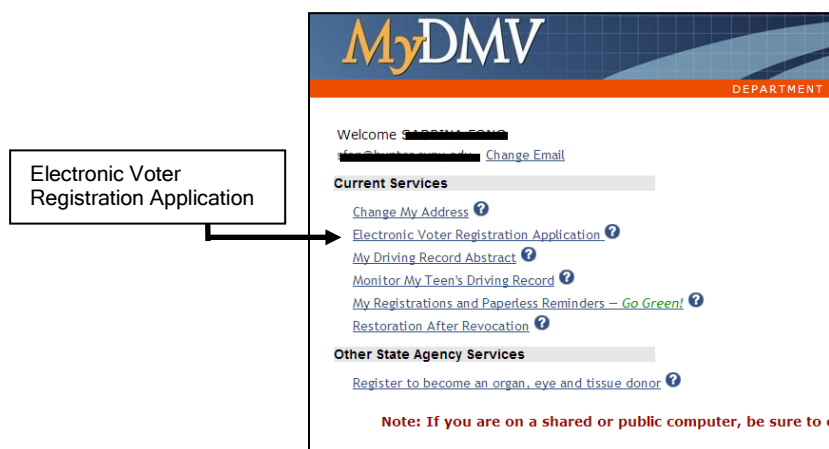 MyDMV
DEPARTMENT
Welcome
Change Email
Electronic Voter
Registration Application
Current Services
Change My Address ?
Electronic Voter Registration Application ?
My Driving Record Abstract ?
Monitor My Teen's Driving Record ?
My Registrations and Paperless Reminders – Go Green! ?
Restoration After Revocation ?
Other State Agency Services
Register to become an organ, eye and tissue donor ?
Note: If you are on a shared or public computer, be sure to